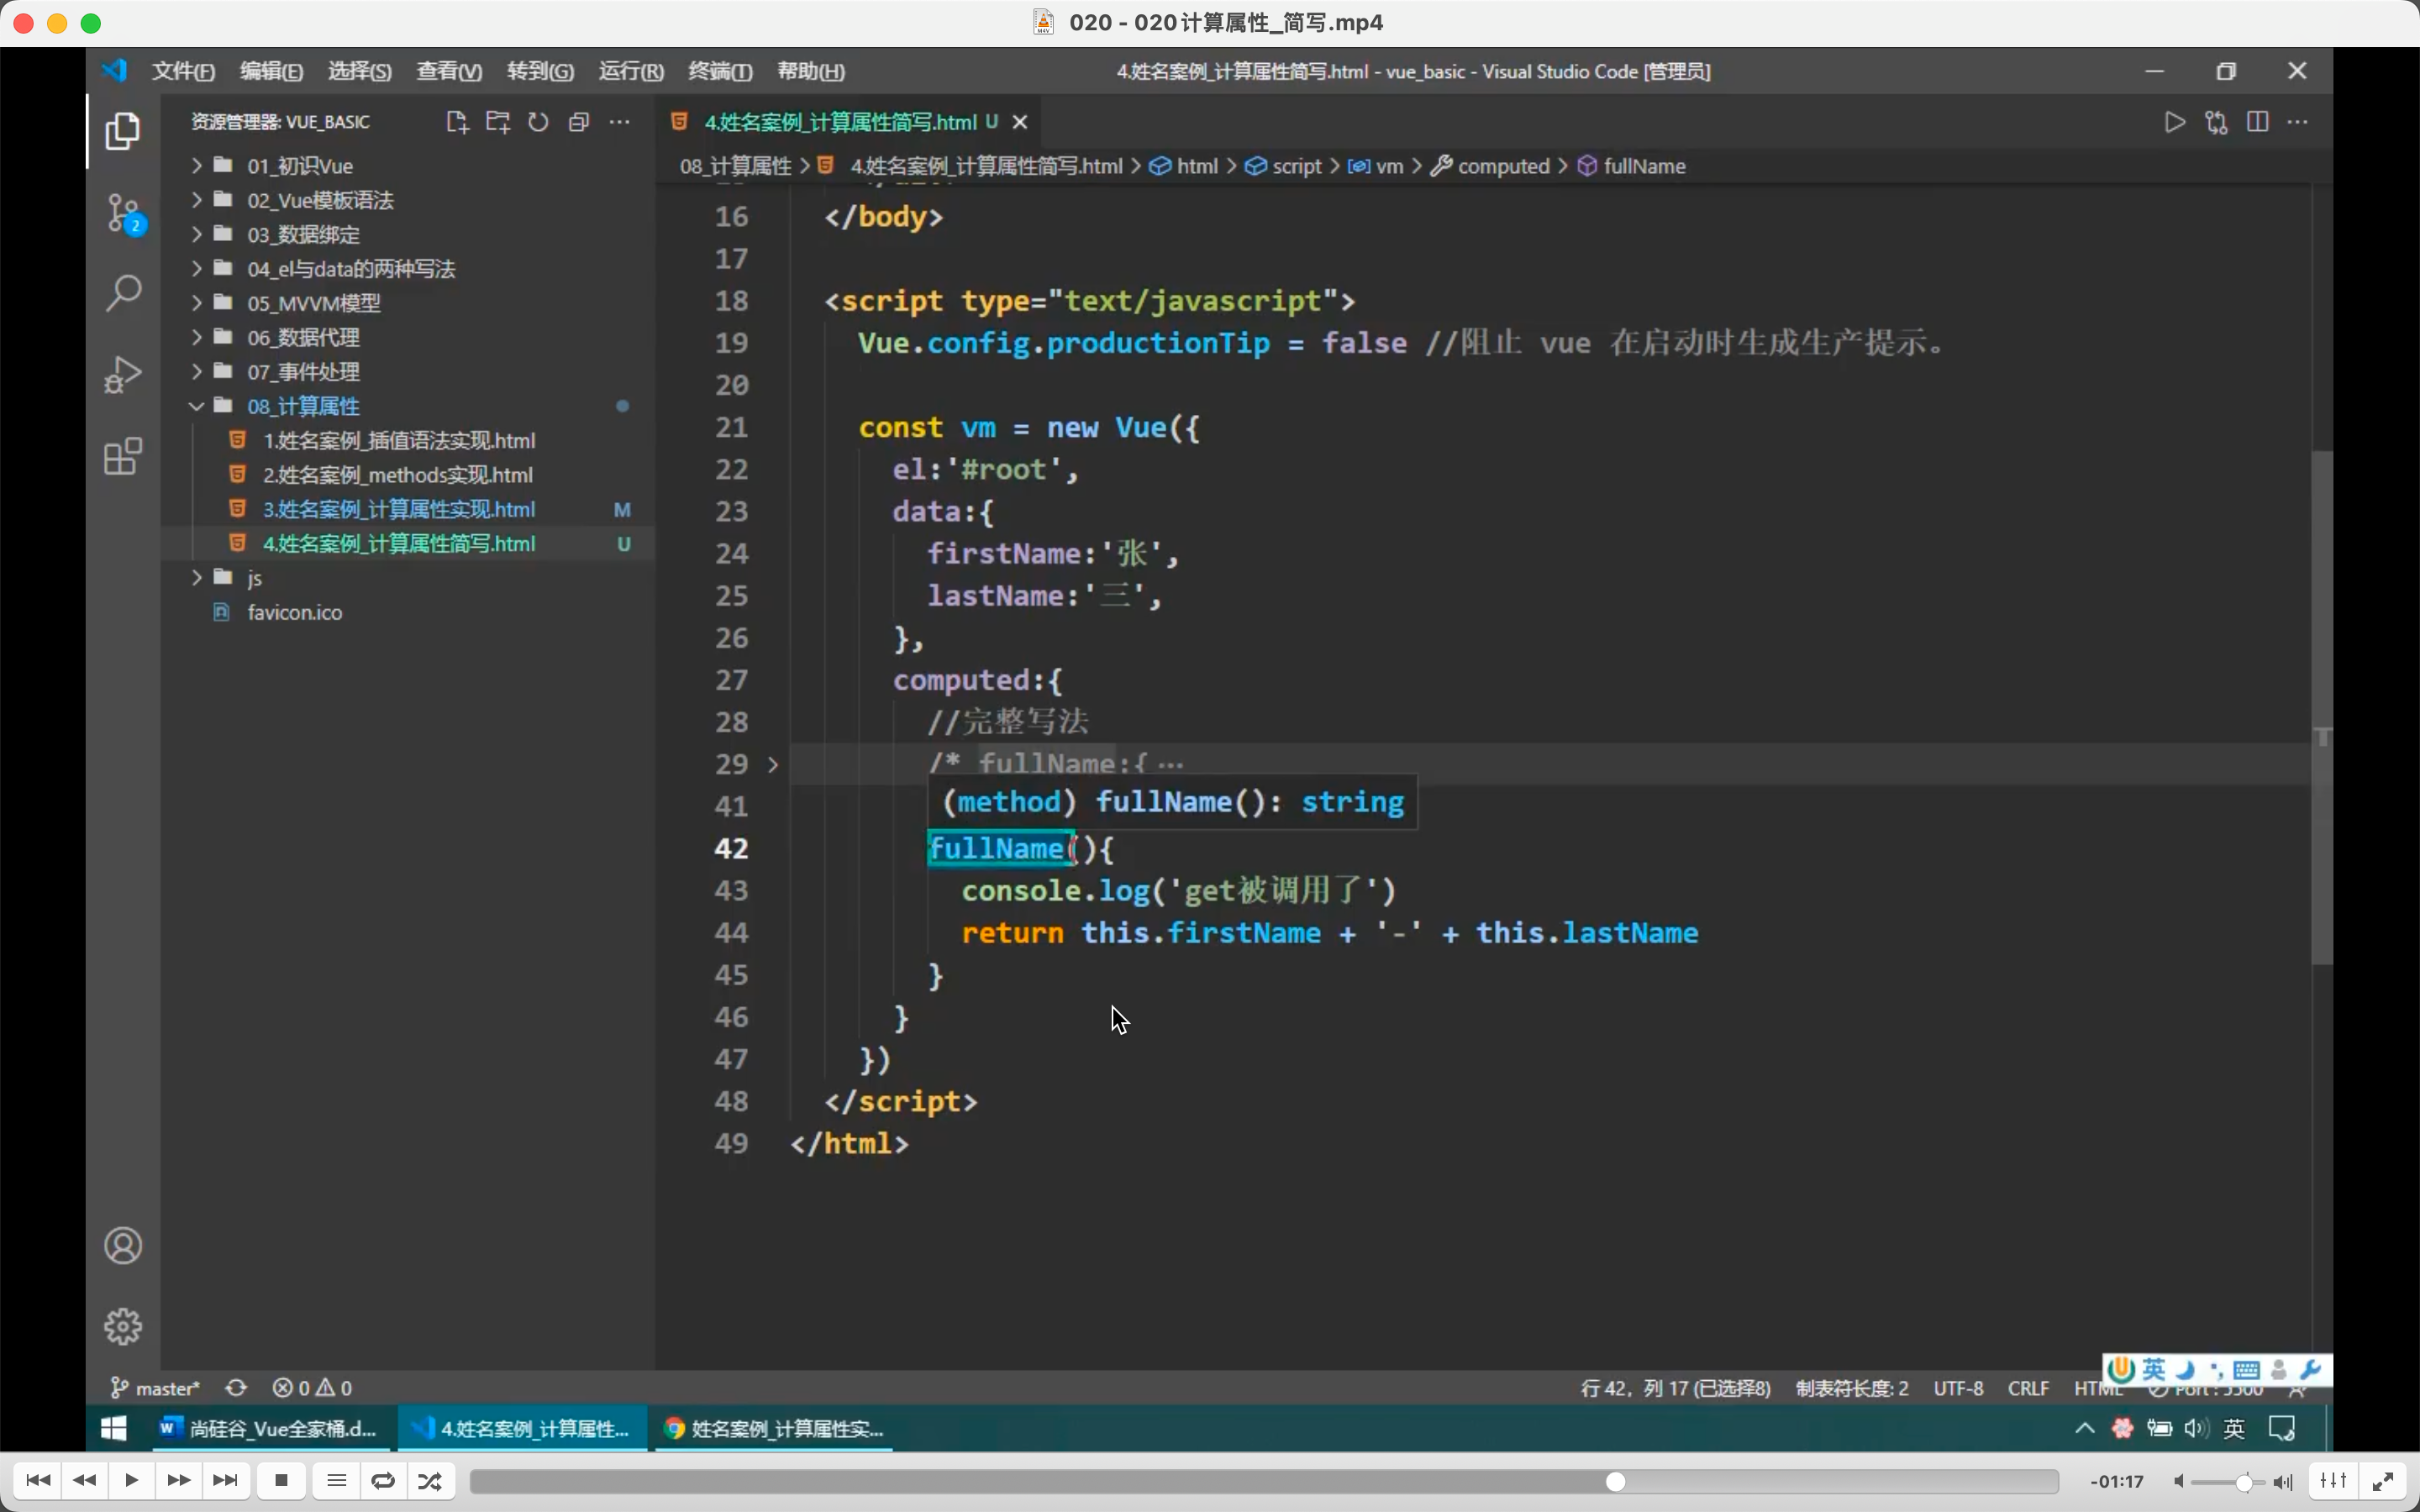 020 - 020计算属性_简写.mp4
文件(F) 编辑(E) 选择(S) 查看(V) 转到(G) 运行(R) 终端(T) 帮助(H) 4.姓名案例_计算属性简写.html - vue_basic - Visual Studio Code [管理员]
资源管理器: VUE_BASIC
4.姓名案例_计算属性简写.html U
08_计算属性 > 4.姓名案例_计算属性简写.html > html > script > vm > computed > fullName
2
01_初识Vue
02_Vue模板语法
03_数据绑定
04_el与data的两种写法
05_MVVM模型
06_数据代理
07_事件处理
08_计算属性
1.姓名案例_插值语法实现.html
2.姓名案例_methods实现.html
3.姓名案例_计算属性实现.html M
4.姓名案例_计算属性简写.html U
js
favicon.ico
16 </body>
17
18 <script type="text/javascript">
19 Vue.config.productionTip = false //阻止 vue 在启动时生成生产提示。
20
21 const vm = new Vue({
22 el:'#root',
23 data:{
24 firstName:'张',
25 lastName:'三',
26 },
27 computed:{
28 //完整写法
29 /* fullName:{ ···
41
(method) fullName(): string
42 fullName(){
43 console.log('get被调用了')
44 return this.firstName + '-' + this.lastName
45 }
46 }
47 })
48 </script>
49 </html>
英
master* 0 0 行 42，列 17 (已选择8) 制表符长度: 2 UTF-8 CRLF HTML Port : 5500
尚硅谷_Vue全家桶.d... 4.姓名案例_计算属性... 姓名案例_计算属性实... 英
-01:17